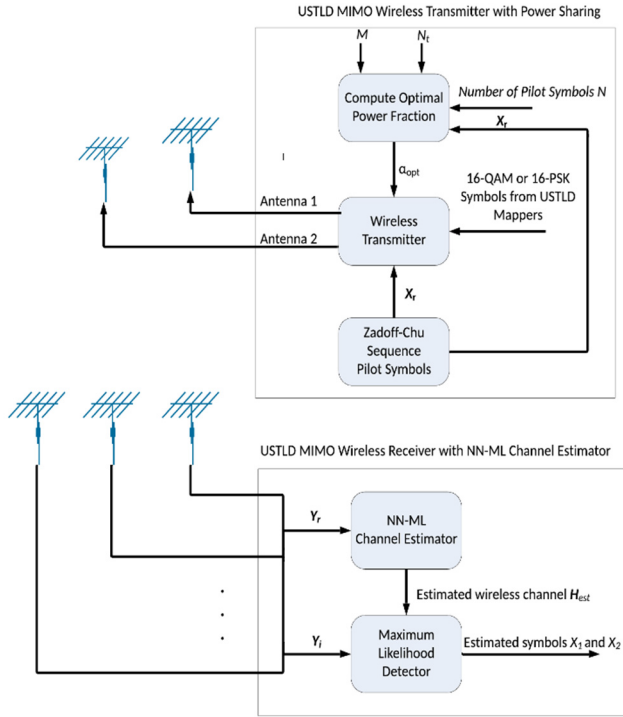 USTLD MIMO Wireless Transmitter with Power Sharing
M
Nt
Compute Optimal
Power Fraction
Number of Pilot Symbols N
Xr
αopt
16-QAM or 16-PSK
Symbols from USTLD
Mappers
Antenna 1
Antenna 2
Wireless
Transmitter
Xr
Zadoff-Chu
Sequence
Pilot Symbols
USTLD MIMO Wireless Receiver with NN-ML Channel Estimator
Yr
NN-ML
Channel Estimator
Estimated wireless channel Hest
Yi
Maximum
Likelihood
Detector
Estimated symbols X1 and X2